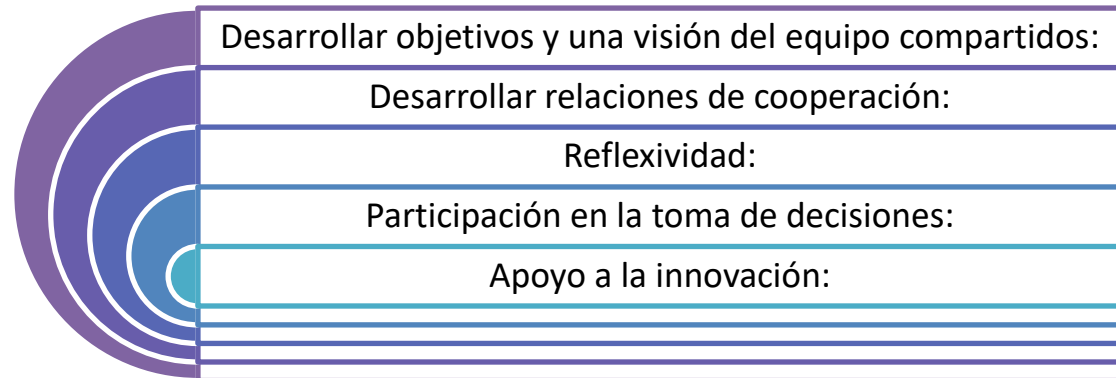 Desarrollar objetivos y una visión del equipo compartidos:
Desarrollar relaciones de cooperación:
Reflexividad:
Participación en la toma de decisiones:
Apoyo a la innovación: